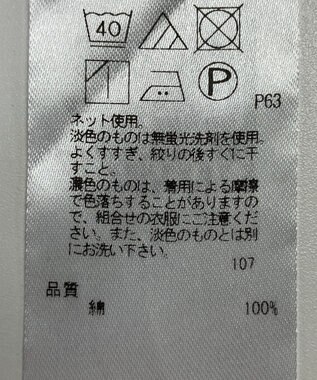 40
P
P63
ネット使用。
淡色のものは無蛍光洗剤を使用。
よくすすぎ、絞りの後すぐに干
すこと。
濃色のものは、着用による摩擦
で色落ちすることがありますの
で、組合せの衣服にご注意くださ
い。また、淡色のものとは別
にお洗い下さい。
107
品質
綿 100%